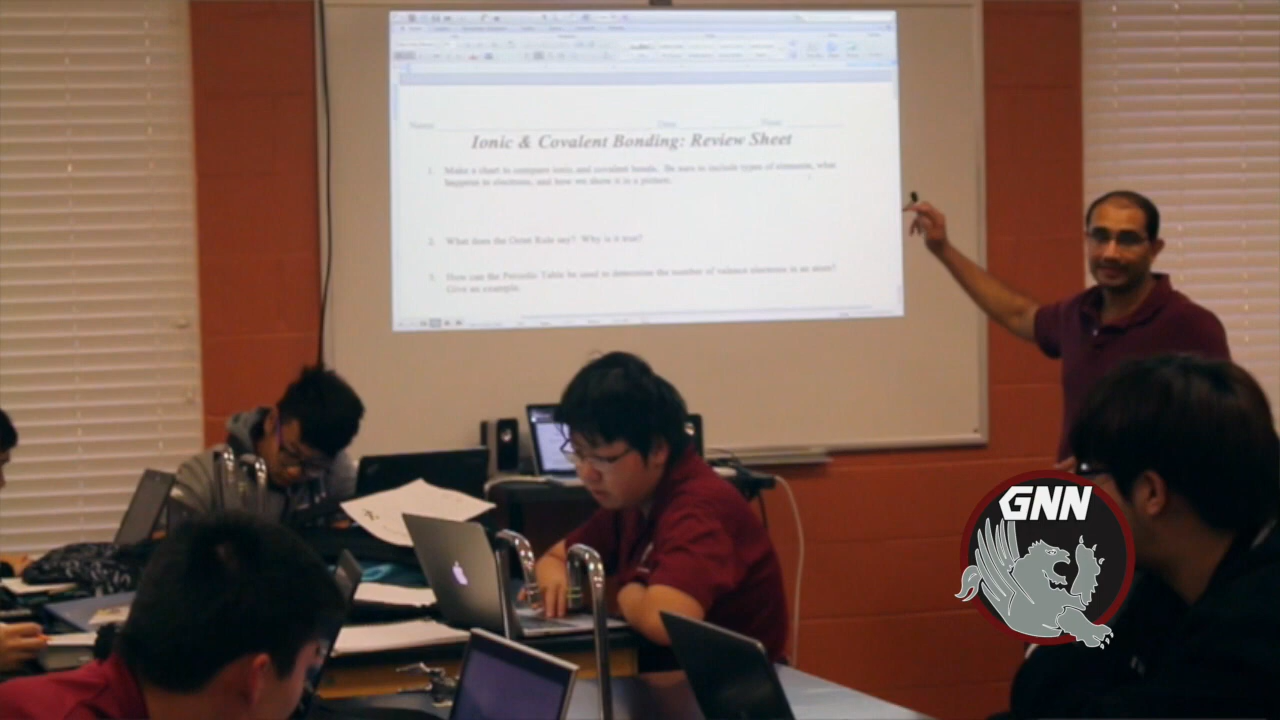 Name Date Hour
Ionic & Covalent Bonding: Review Sheet
1. Make a chart to compare ionic and covalent bonds. Be sure to include types of elements, what
happens to electrons, and how we show it in a picture.
2. What does the Octet Rule say? Why is it true?
3. How can the Periodic Table be used to determine the number of valence electrons in an atom?
Give an example.
GNN